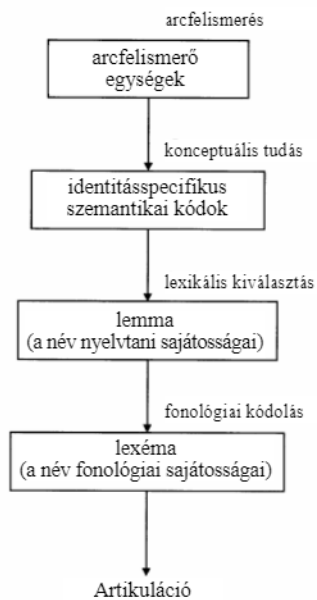 arcfelismerés
arcfelismerő
egységek
konceptuális tudás
identitásspecifikus
szemantikai kódok
lexikális kiválasztás
lemma
(a név nyelvtani sajátosságai)
fonológiai kódolás
lexéma
(a név fonológiai sajátosságai)
Artikuláció